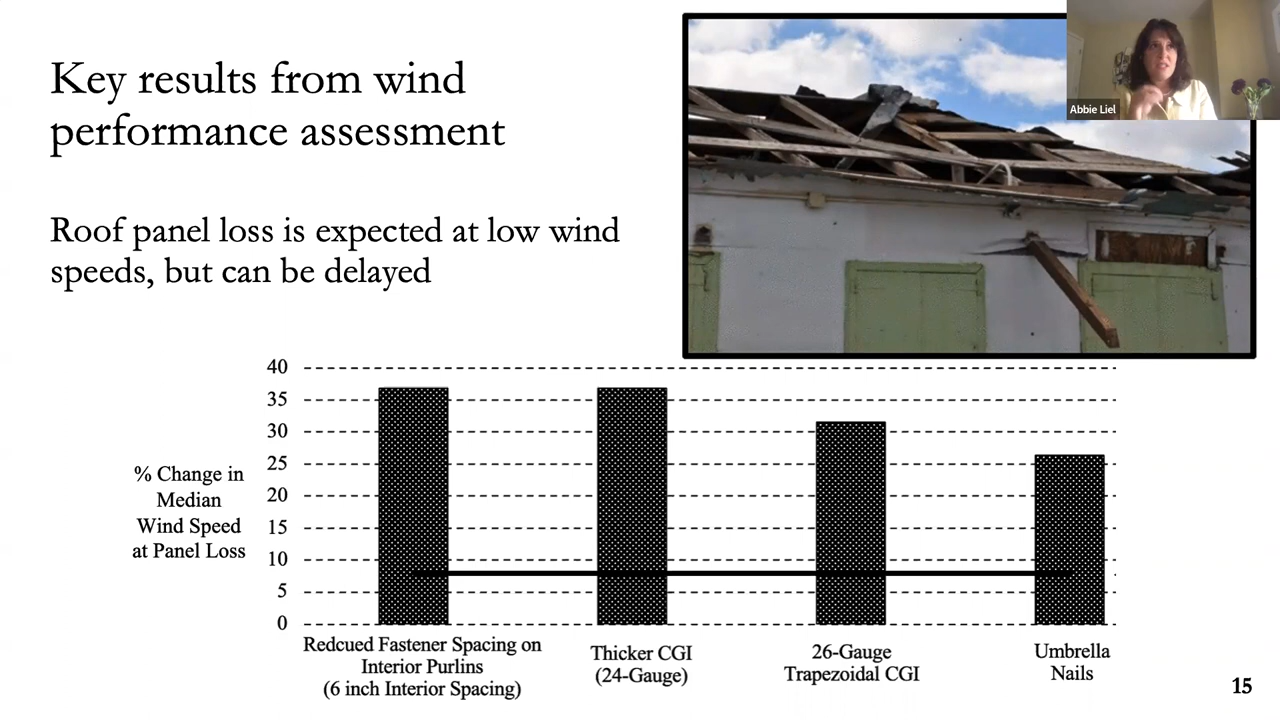 Key results from wind
performance assessment
Roof panel loss is expected at low wind
speeds, but can be delayed
Abbie Liel
40
35
30
25
20
15
10
5
0
% Change in
Median
Wind Speed
at Panel Loss
Redcued Fastener Spacing on
Interior Purlins
(6 inch Interior Spacing)
Thicker CGI
(24-Gauge)
26-Gauge
Trapezoidal CGI
Umbrella
Nails
15